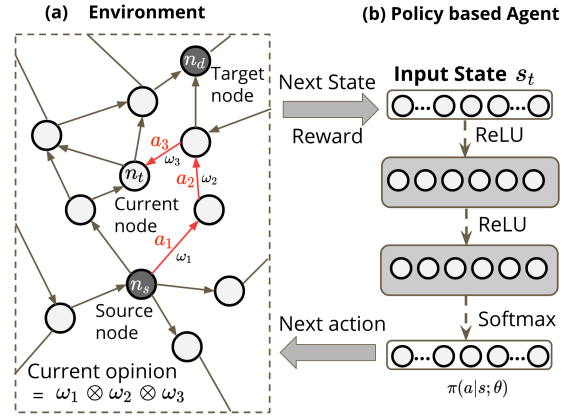 (a) Environment
(b) Policy based Agent
n_d
Target
node
a_3
ω_3
n_t
a_2
ω_2
Current
node
a_1
ω_1
n_s
Source
node
Current opinion
= ω_1 ⊗ ω_2 ⊗ ω_3
Next State
Reward
Next action
Input State s_t
...
...
ReLU
ReLU
Softmax
...
...
π(a|s;θ)